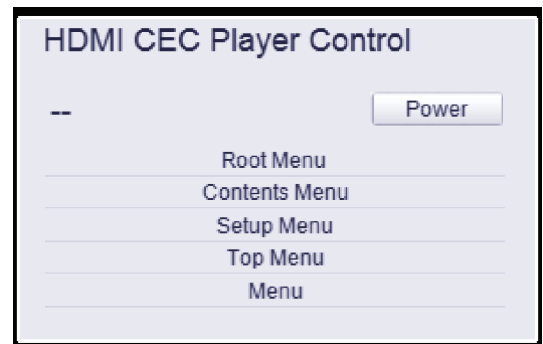 HDMI CEC Player Control
-- Power
Root Menu
Contents Menu
Setup Menu
Top Menu
Menu